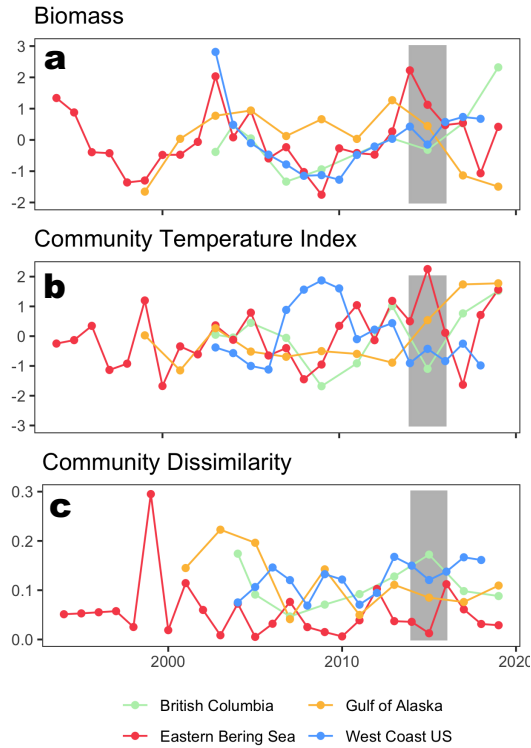 Biomass
a
3
2
1
0
-1
-2
Community Temperature Index
b
2
1
0
-1
-2
-3
Community Dissimilarity
c
0.3
0.2
0.1
0.0
2000 2010 2020
British Columbia Gulf of Alaska
Eastern Bering Sea West Coast US